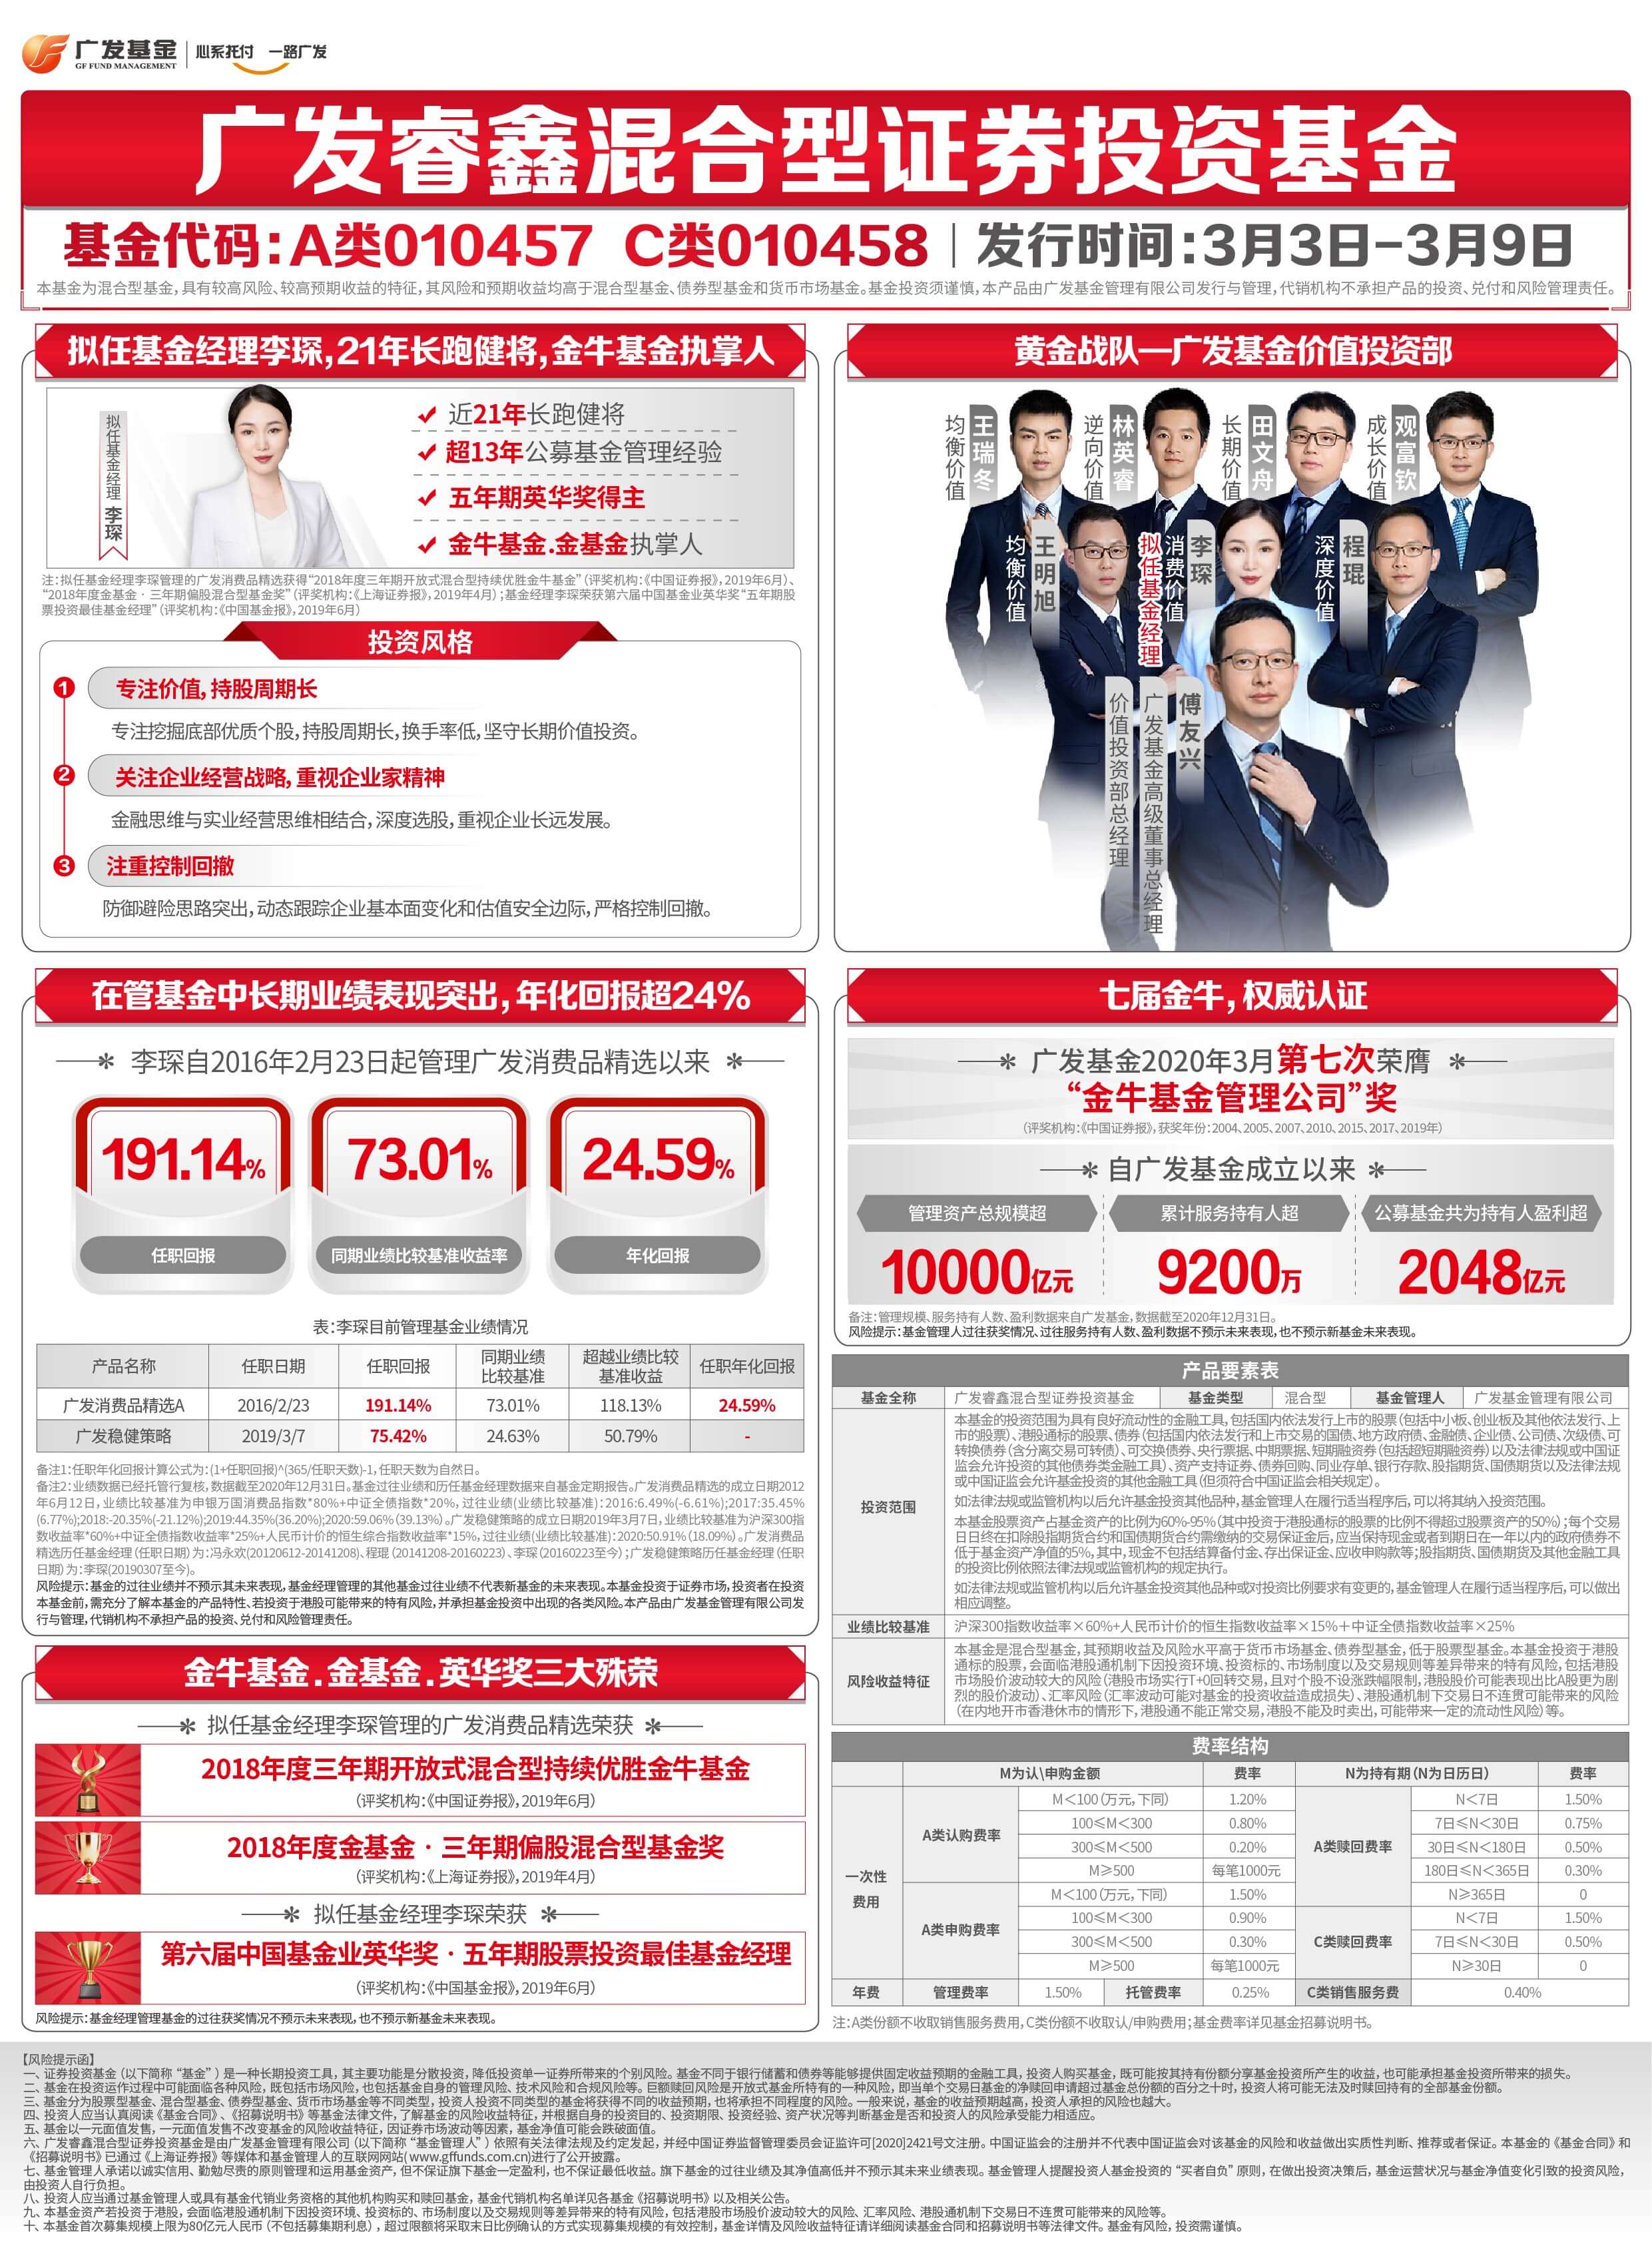 广发基金
GF FUND MANAGEMENT
心系托付 一路广发
广发睿鑫混合型证券投资基金
基金代码:A类010457 C类010458 | 发行时间:3月3日-3月9日
本基金为混合型基金,具有较高风险、较高预期收益的特征,其风险和预期收益均高于混合型基金、债券型基金和货币市场基金。基金投资须谨慎,本产品由广发基金管理有限公司发行与管理,代销机构不承担产品的投资、兑付和风险管理责任。
拟任基金经理李琛,21年长跑健将,金牛基金执掌人
拟任基金经理 李琛
近21年长跑健将
超13年公募基金管理经验
五年期英华奖得主
金牛基金.金基金执掌人
注:拟任基金经理李琛管理的广发消费品精选获得“2018年度三年期开放式混合型持续优胜金牛基金”(评奖机构:《中国证券报》,2019年6月)、
“2018年度金基金·三年期偏股混合型基金奖”(评奖机构:《上海证券报》,2019年4月);基金经理李琛荣获第六届中国基金业英华奖“五年期股
票投资最佳基金经理”(评奖机构:《中国基金报》,2019年6月)
投资风格
1 专注价值,持股周期长
专注挖掘底部优质个股,持股周期长,换手率低,坚守长期价值投资。
2 关注企业经营战略,重视企业家精神
金融思维与实业经营思维相结合,深度选股,重视企业长远发展。
3 注重控制回撤
防御避险思路突出,动态跟踪企业基本面变化和估值安全边际,严格控制回撤。
黄金战队—广发基金价值投资部
均衡价值 王瑞冬
逆向价值 林英睿
长期价值 田文舟
成长价值 观富钦
均衡价值 王明旭
拟任基金经理 消费价值 李琛
深度价值 程琨
价值投资部总经理 广发基金高级董事总经理 傅友兴
在管基金中长期业绩表现突出,年化回报超24%
李琛自2016年2月23日起管理广发消费品精选以来
191.14% 73.01% 24.59%
任职回报 同期业绩比较基准收益率 年化回报
表:李琛目前管理基金业绩情况
产品名称 任职日期 任职回报 同期业绩比较基准 超越业绩比较基准收益 任职年化回报
广发消费品精选A 2016/2/23 191.14% 73.01% 118.13% 24.59%
广发稳健策略 2019/3/7 75.42% 24.63% 50.79% -
备注1:任职年化回报计算公式为:(1+任职回报)^(365/任职天数)-1,任职天数为自然日。
备注2:业绩数据已经托管行复核,数据截至2020年12月31日。基金过往业绩和历任基金经理数据来自基金定期报告。广发消费品精选的成立日期2012
年6月12日,业绩比较基准为申银万国消费品指数*80%+中证全债指数*20%,过往业绩(业绩比较基准):2016:6.49%(-6.61%);2017:35.45%
(6.77%);2018:-20.35%(-21.12%);2019:44.35%(36.20%);2020:59.06%(39.13%)。广发稳健策略的成立日期2019年3月7日,业绩比较基准为沪深300指
数收益率*60%+中证全债指数收益率*25%+人民币计价的恒生综合指数收益率*15%,过往业绩(业绩比较基准):2020:50.91%(18.09%)。广发消费品
精选历任基金经理(任职日期)为:冯永欢(20120612-20141208)、程琨(20141208-20160223)、李琛(20160223至今);广发稳健策略历任基金经理(任职
日期)为:李琛(20190307至今)。
风险提示:基金的过往业绩并不预示其未来表现,基金经理管理的其他基金过往业绩不代表新基金的未来表现。本基金投资于证券市场,投资者在投资
本基金前,需充分了解本基金的产品特性、若投资于港股可能带来的特有风险,并承担基金投资中出现的各类风险。本产品由广发基金管理有限公司发
行与管理,代销机构不承担产品的投资、兑付和风险管理责任。
七届金牛,权威认证
广发基金2020年3月第七次荣膺
“金牛基金管理公司”奖
(评奖机构:《中国证券报》,获奖年份:2004、2005、2007、2010、2015、2017、2019年)
自广发基金成立以来
管理资产总规模超 累计服务持有人超 公募基金共为持有人盈利超
10000亿元 9200万 2048亿元
备注:管理规模、服务持有人数、盈利数据来自广发基金,数据截至2020年12月31日。
风险提示:基金管理人过往获奖情况、过往服务持有人数、盈利数据不预示未来表现,也不预示新基金未来表现。
产品要素表
基金全称 广发睿鑫混合型证券投资基金 基金类型 混合型 基金管理人 广发基金管理有限公司
投资范围
本基金的投资范围为具有良好流动性的金融工具,包括国内依法发行上市的股票(包括中小板、创业板及其他依法发行、上
市的股票)、港股通标的股票、债券(包括国内依法发行和上市交易的国债、地方政府债、金融债、企业债、公司债、次级债、可
转换债券(含分离交易可转债)、可交换债券、央行票据、中期票据、短期融资券(包括超短期融资券)以及法律法规或中国证
监会允许投资的其他债券类金融工具)、资产支持证券、债券回购、同业存单、银行存款、股指期货、国债期货以及法律法规
或中国证监会允许基金投资的其他金融工具(但须符合中国证监会相关规定)。
如法律法规或监管机构以后允许基金投资其他品种,基金管理人在履行适当程序后,可以将其纳入投资范围。
本基金股票资产占基金资产的比例为60%-95%(其中投资于港股通标的股票的比例不得超过股票资产的50%);每个交易
日日终在扣除股指期货合约和国债期货合约需缴纳的交易保证金后,应当保持现金或者到期日在一年以内的政府债券不
低于基金资产净值的5%,其中,现金不包括结算备付金、存出保证金、应收申购款等;股指期货、国债期货及其他金融工具
的投资比例依照法律法规或监管机构的规定执行。
如法律法规或监管机构以后允许基金投资其他品种或对投资比例要求有变更的,基金管理人在履行适当程序后,可以做出
相应调整。
业绩比较基准 沪深300指数收益率×60%+人民币计价的恒生指数收益率×15%+中证全债指数收益率×25%
风险收益特征
本基金是混合型基金,其预期收益及风险水平高于货币市场基金、债券型基金,低于股票型基金。本基金投资于港股
通标的股票,会面临港股通机制下因投资环境、投资标的、市场制度以及交易规则等差异带来的特有风险,包括港股
市场股价波动较大的风险(港股市场实行T+0回转交易,且对个股不设涨跌幅限制,港股股价可能表现出比A股更为剧
烈的股价波动)、汇率风险(汇率波动可能对基金的投资收益造成损失)、港股通机制下交易日不连贯可能带来的风险
(在内地开市香港休市的情形下,港股通不能正常交易,港股不能及时卖出,可能带来一定的流动性风险)等。
金牛基金.金基金.英华奖三大殊荣
拟任基金经理李琛管理的广发消费品精选荣获
2018年度三年期开放式混合型持续优胜金牛基金
(评奖机构:《中国证券报》,2019年6月)
2018年度金基金·三年期偏股混合型基金奖
(评奖机构:《上海证券报》,2019年4月)
拟任基金经理李琛荣获
第六届中国基金业英华奖·五年期股票投资最佳基金经理
(评奖机构:《中国基金报》,2019年6月)
风险提示:基金经理管理基金的过往获奖情况不预示未来表现,也不预示新基金未来表现。
费率结构
M为认\申购金额 费率 N为持有期(N为日历日) 费率
一次性费用
A类认购费率 M<100(万元,下同) 1.20% A类赎回费率 N<7日 1.50%
100≤M<300 0.80% 7日≤N<30日 0.75%
300≤M<500 0.20% 30日≤N<180日 0.50%
M≥500 每笔1000元 180日≤N<365日 0.30%
A类申购费率 M<100(万元,下同) 1.50% N≥365日 0
100≤M<300 0.90% C类赎回费率 N<7日 1.50%
300≤M<500 0.30% 7日≤N<30日 0.50%
M≥500 每笔1000元 N≥30日 0
年费 管理费率 1.50% 托管费率 0.25% C类销售服务费 0.40%
注:A类份额不收取销售服务费用,C类份额不收取认/申购费用;基金费率详见基金招募说明书。
【风险提示函】
一、证券投资基金(以下简称“基金”)是一种长期投资工具,其主要功能是分散投资,降低投资单一证券所带来的个别风险。基金不同于银行储蓄和债券等能够提供固定收益预期的金融工具,投资人购买基金,既可能按其持有份额分享基金投资所产生的收益,也可能承担基金投资所带来的损失。
二、基金在投资运作过程中可能面临各种风险,既包括市场风险,也包括基金自身的管理风险、技术风险和合规风险等。巨额赎回风险是开放式基金所特有的一种风险,即当单个交易日基金的净赎回申请超过基金总份额的百分之十时,投资人将可能无法及时赎回持有的全部基金份额。
三、基金分为股票型基金、混合型基金、债券型基金、货币市场基金等不同类型,投资人投资不同类型的基金将获得不同的收益预期,也将承担不同程度的风险。一般来说,基金的收益预期越高,投资人承担的风险也越大。
四、投资人应当认真阅读《基金合同》、《招募说明书》等基金法律文件,了解基金的风险收益特征,并根据自身的投资目的、投资期限、投资经验、资产状况等判断基金是否和投资人的风险承受能力相适应。
五、基金以一元面值发售,一元面值发售不改变基金的风险收益特征,因证券市场波动等因素,基金净值可能会跌破面值。
六、广发睿鑫混合型证券投资基金是由广发基金管理有限公司(以下简称“基金管理人”)依照有关法律法规及约定发起,并经中国证券监督管理委员会证监许可[2020]2421号文注册。中国证监会的注册并不代表中国证监会对该基金的风险和收益做出实质性判断、推荐或者保证。本基金的《基金合同》和
《招募说明书》已通过《上海证券报》等媒体和基金管理人的互联网网站(www.gffunds.com.cn)进行了公开披露。
七、基金管理人承诺以诚实信用、勤勉尽责的原则管理和运用基金资产,但不保证旗下基金一定盈利,也不保证最低收益。旗下基金的过往业绩及其净值高低并不预示其未来业绩表现。基金管理人提醒投资人基金投资的“买者自负”原则,在做出投资决策后,基金运营状况与基金净值变化引致的投资风险,
由投资人自行负担。
八、投资人应当通过基金管理人或具有基金代销业务资格的其他机构购买和赎回基金,基金代销机构名单详见各基金《招募说明书》以及相关公告。
九、本基金资产若投资于港股,会面临港股通机制下因投资环境、投资标的、市场制度以及交易规则等差异带来的特有风险,包括港股市场股价波动较大的风险、汇率风险、港股通机制下交易日不连贯可能带来的风险等。
十、本基金首次募集规模上限为80亿元人民币(不包括募集期利息),超过限额将采取末日比例确认的方式实现募集规模的有效控制,基金详情及风险收益特征请详细阅读基金合同和招募说明书等法律文件。基金有风险,投资需谨慎。